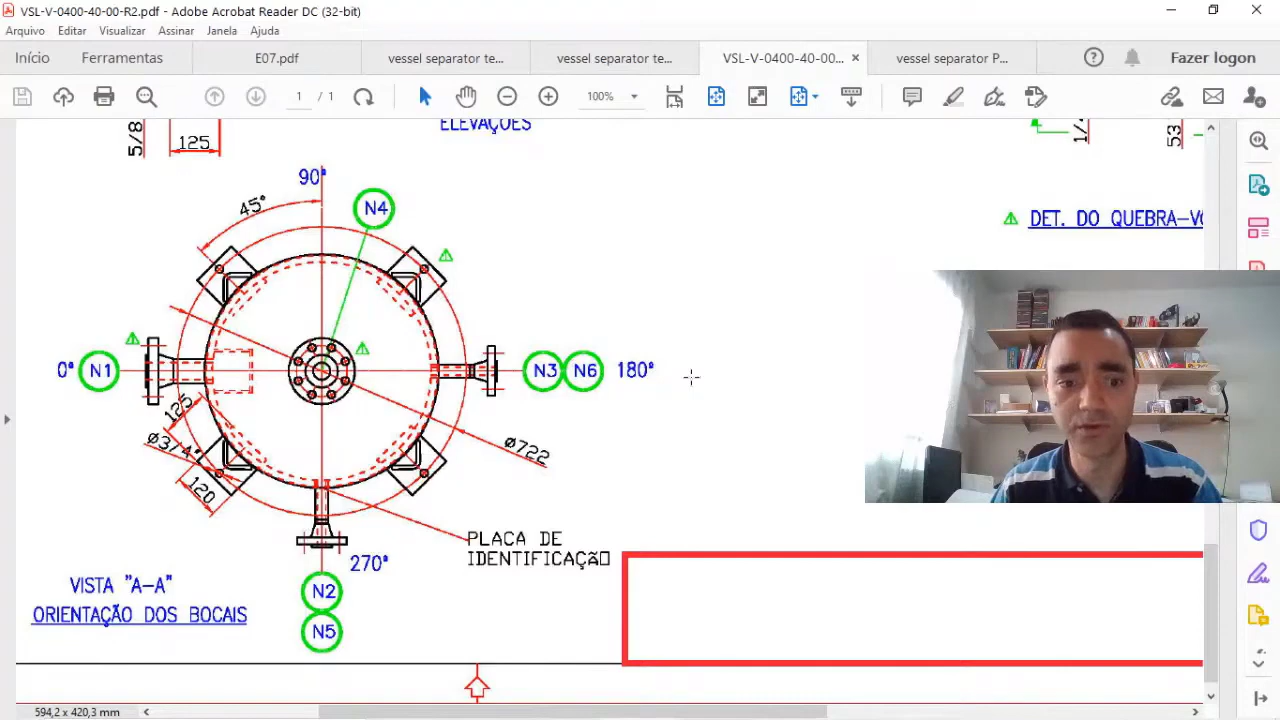 VSL-V-0400-40-00-R2.pdf - Adobe Acrobat Reader DC (32-bit)
Arquivo Editar Visualizar Assinar Janela Ajuda
Início Ferramentas E07.pdf vessel separator te... vessel separator te... VSL-V-0400-40-00... vessel separator P... Fazer logon
1 / 1 100%
ELEVAÇÕES
5/8
125
53
90°
45°
N4
DET. DO QUEBRA-VO
0° N1
N3 N6 180°
125
Ø3/4"
120
Ø722
PLACA DE
IDENTIFICAÇãO
270°
VISTA "A-A"
ORIENTAÇÃO DOS BOCAIS
N2
N5
594,2 x 420,3 mm